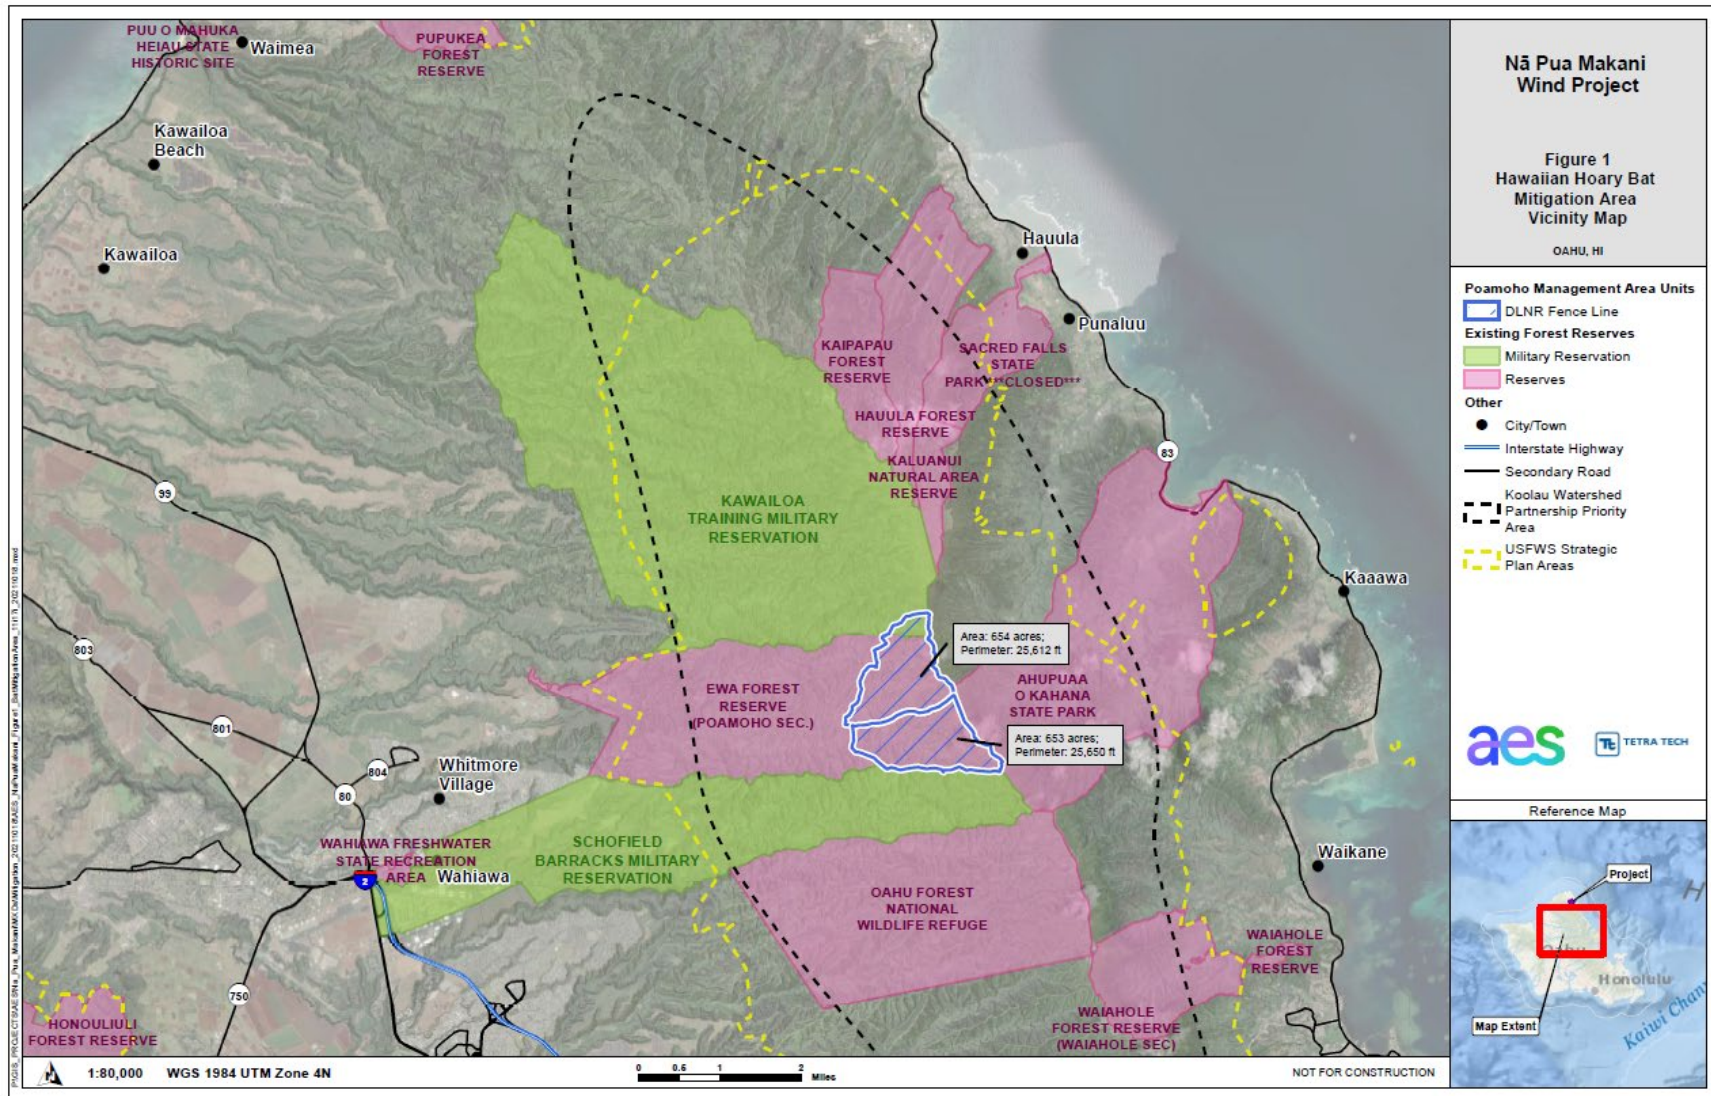 PUU O MAHUKA
HEIAU STATE
HISTORIC SITE
Waimea
PUPUKEA
FOREST
RESERVE
Kawailoa
Beach
Kawailoa
Hauula
Punaluu
KAIPAPAU
FOREST
RESERVE
SACRED FALLS
STATE
PARK ***CLOSED***
HAUULA FOREST
RESERVE
KALUANUI
NATURAL AREA
RESERVE
83
99
KAWAILOA
TRAINING MILITARY
RESERVATION
Kaaawa
803
Area: 654 acres;
Perimeter: 25,612 ft
EWA FOREST
RESERVE
(POAMOHO SEC.)
AHUPUAA
O KAHANA
STATE PARK
801
Area: 653 acres;
Perimeter: 25,650 ft
804
Whitmore
Village
80
WAHIAWA FRESHWATER
STATE RECREATION
AREA
Wahiawa
2
SCHOFIELD
BARRACKS MILITARY
RESERVATION
Waikane
OAHU FOREST
NATIONAL
WILDLIFE REFUGE
WAIAHOLE
FOREST
RESERVE
750
HONOULIULI
FOREST RESERVE
WAIAHOLE
FOREST RESERVE
(WAIAHOLE SEC)
N
1:80,000 WGS 1984 UTM Zone 4N
0 0.5 1 2
Miles
NOT FOR CONSTRUCTION
Nā Pua Makani
Wind Project
Figure 1
Hawaiian Hoary Bat
Mitigation Area
Vicinity Map
OAHU, HI
Poamoho Management Area Units
DLNR Fence Line
Existing Forest Reserves
Military Reservation
Reserves
Other
City/Town
Interstate Highway
Secondary Road
Koolau Watershed
Partnership Priority
Area
USFWS Strategic
Plan Areas
aes
Tt TETRA TECH
Reference Map
Project
H
Oahu
Honolulu
Map Extent
Kaiwi Chan